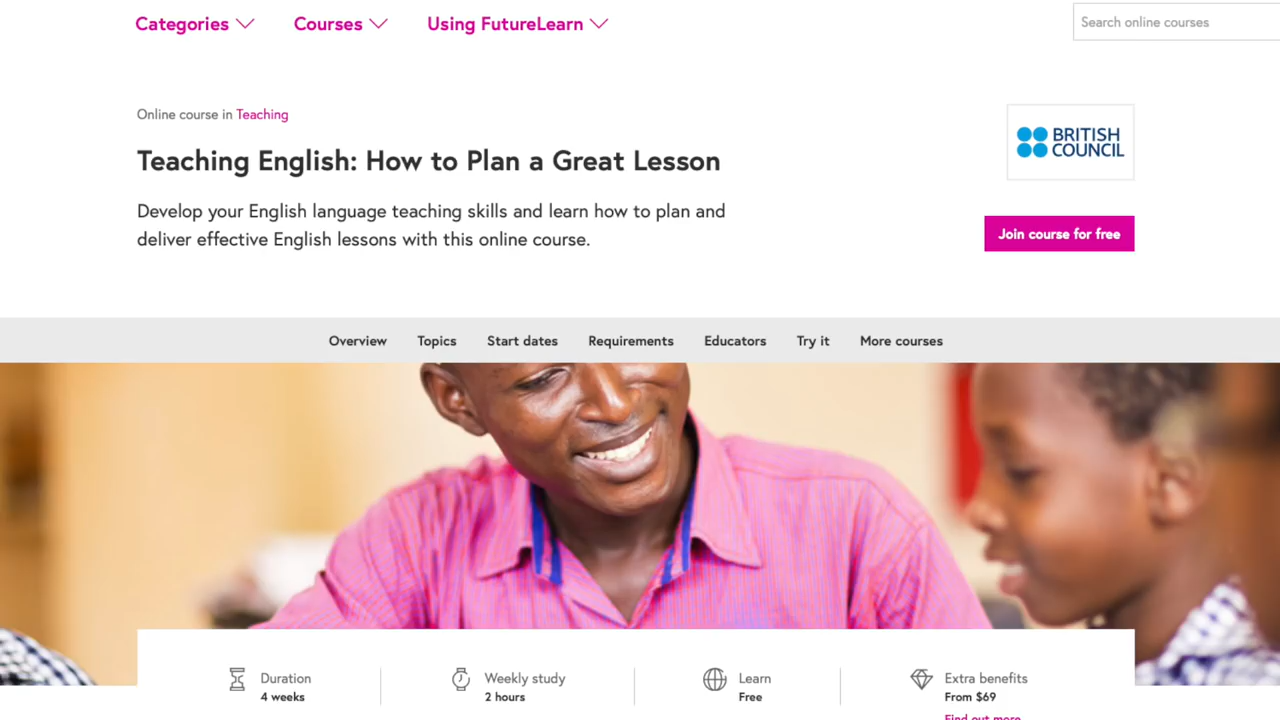 Categories Courses Using FutureLearn
Search online courses
Online course in Teaching
Teaching English: How to Plan a Great Lesson
Develop your English language teaching skills and learn how to plan and
deliver effective English lessons with this online course.
BRITISH
COUNCIL
Join course for free
Overview Topics Start dates Requirements Educators Try it More courses
Duration
4 weeks
Weekly study
2 hours
Learn
Free
Extra benefits
From $69
Find out more